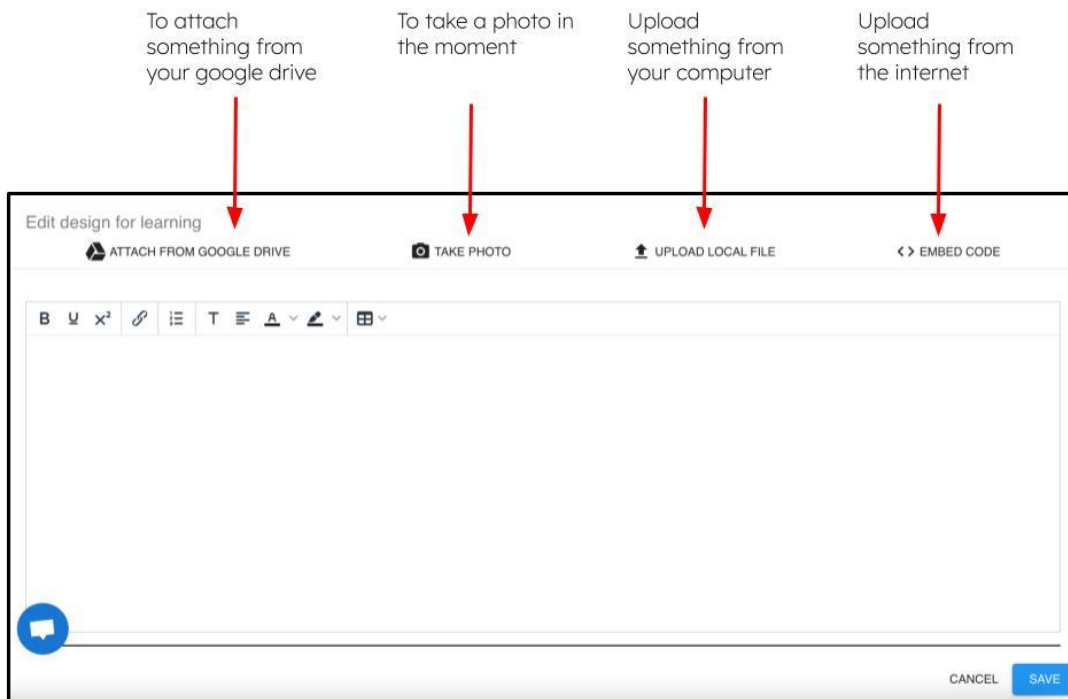 To attach
something from
your google drive
To take a photo in
the moment
Upload
something from
your computer
Upload
something from
the internet
Edit design for learning
ATTACH FROM GOOGLE DRIVE
TAKE PHOTO
UPLOAD LOCAL FILE
<> EMBED CODE
B U X² T A
CANCEL SAVE